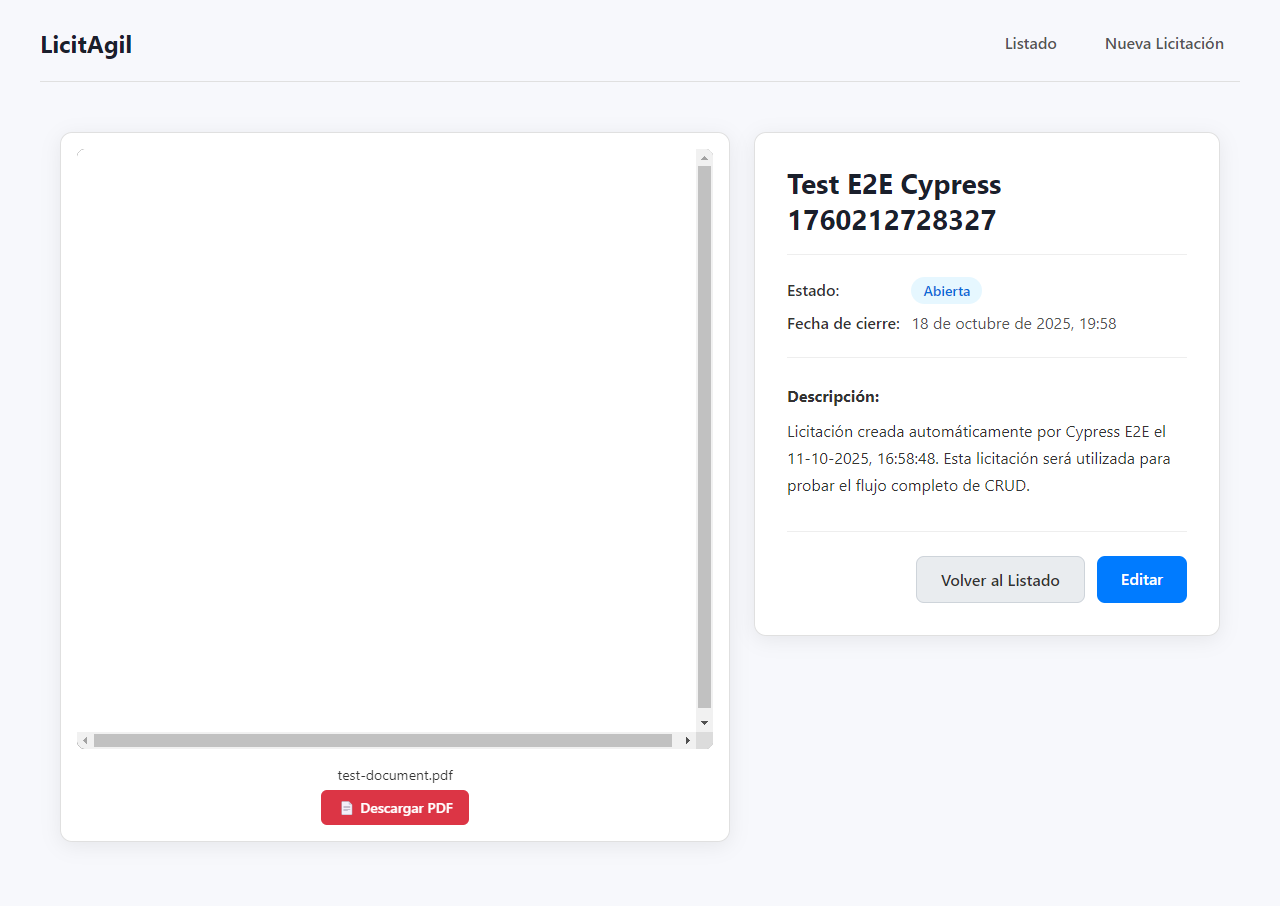 LicitAgil
Listado
Nueva Licitación
test-document.pdf
Descargar PDF
Test E2E Cypress
1760212728327
Estado: Abierta
Fecha de cierre: 18 de octubre de 2025, 19:58
Descripción:
Licitación creada automáticamente por Cypress E2E el
11-10-2025, 16:58:48. Esta licitación será utilizada para
probar el flujo completo de CRUD.
Volver al Listado
Editar